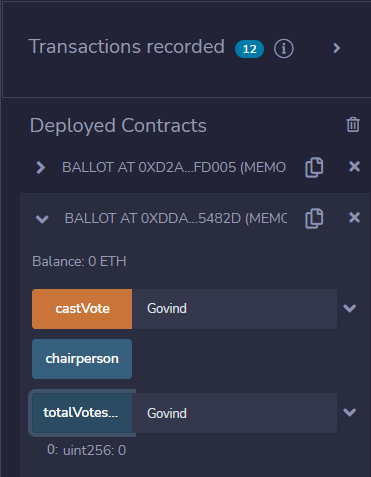 Transactions recorded 12 i
Deployed Contracts
BALLOT AT 0XD2A...FD005 (MEMO
BALLOT AT 0XDDA...5482D (MEMC
Balance: 0 ETH
castVote Govind
chairperson
totalVotes... Govind
0: uint256: 0